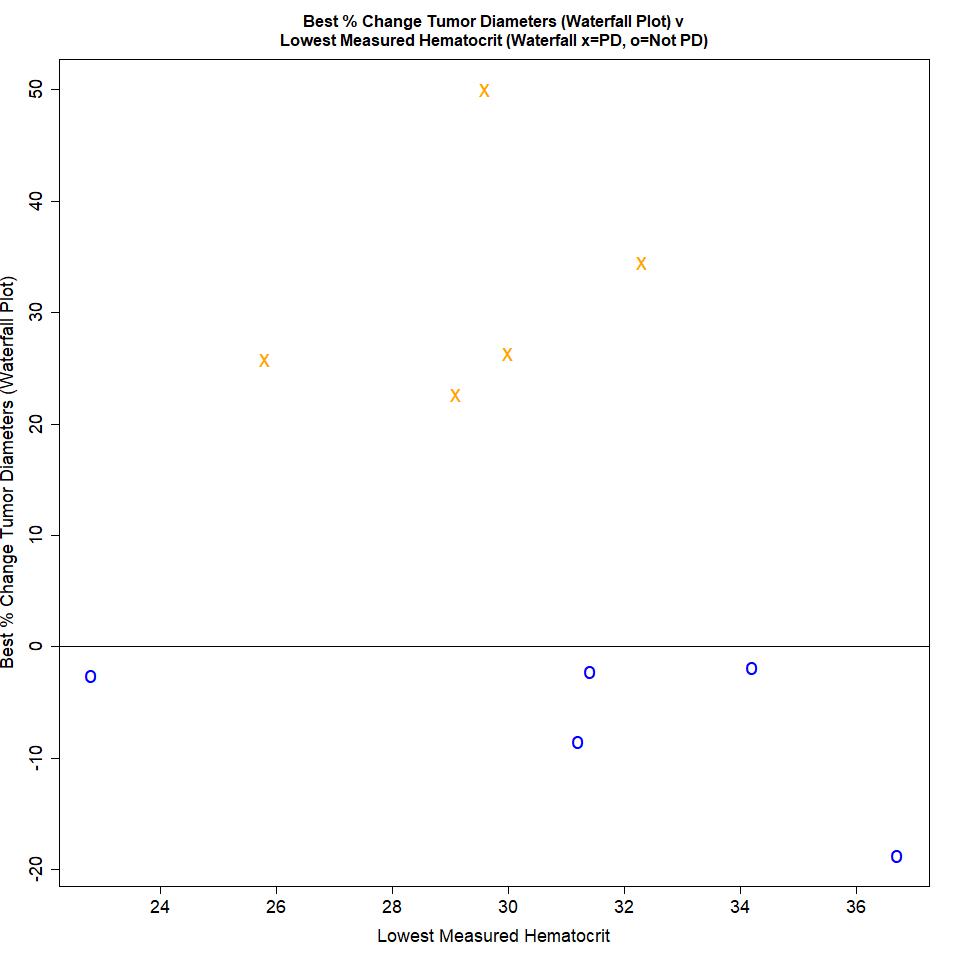 Best % Change Tumor Diameters (Waterfall Plot) v
Lowest Measured Hematocrit (Waterfall x=PD, o=Not PD)
Best % Change Tumor Diameters (Waterfall Plot)
50
40
30
20
10
0
-10
-20
X
X
X
X
X
O
O
O
O
O
24 26 28 30 32 34 36
Lowest Measured Hematocrit